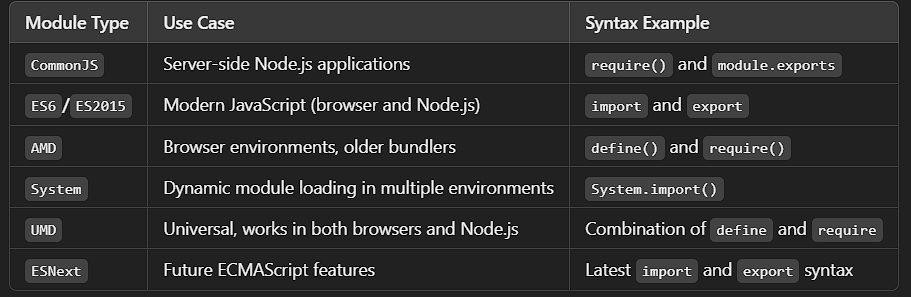 Module Type Use Case Syntax Example
CommonJS Server-side Node.js applications require() and module.exports
ES6/ES2015 Modern JavaScript (browser and Node.js) import and export
AMD Browser environments, older bundlers define() and require()
System Dynamic module loading in multiple environments System.import()
UMD Universal, works in both browsers and Node.js Combination of define and require
ESNext Future ECMAScript features Latest import and export syntax